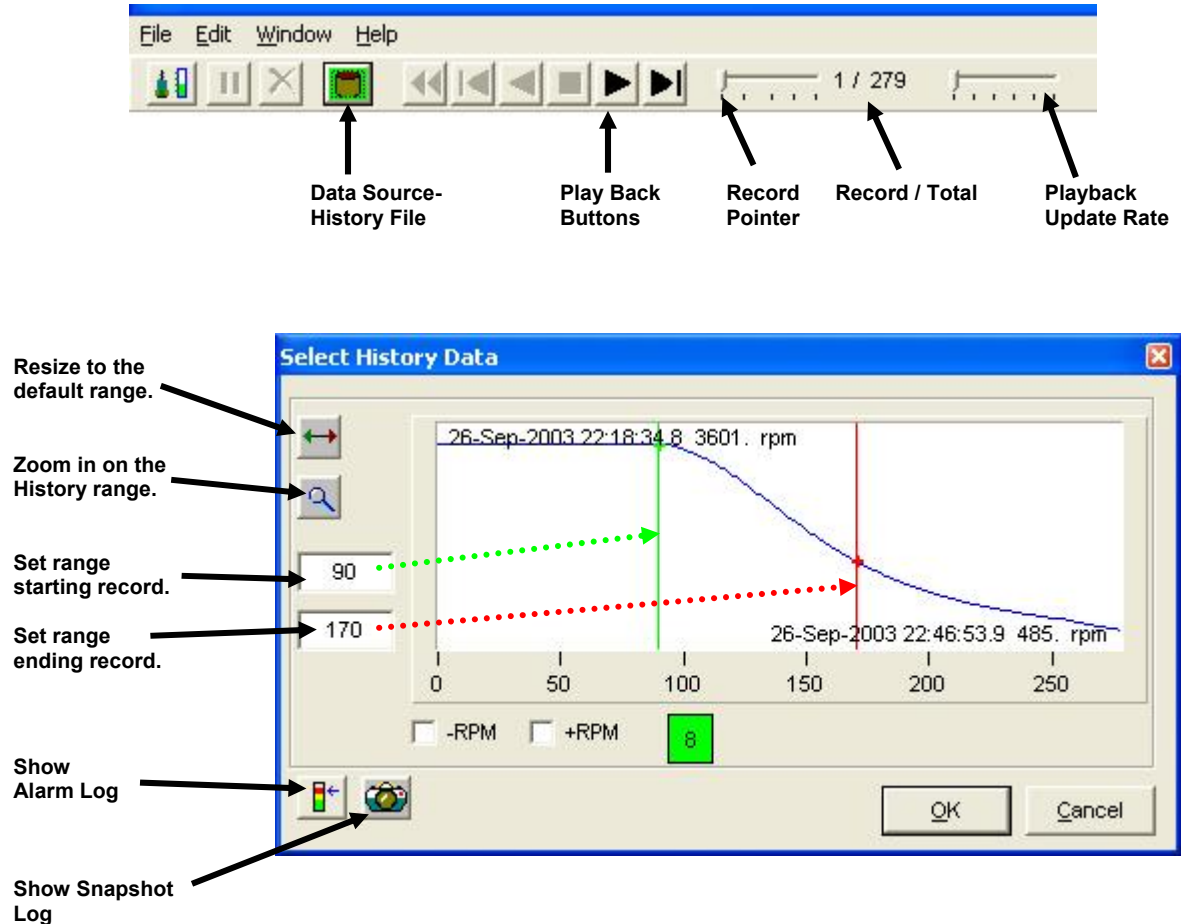 File Edit Window Help
1 / 279
Data Source-
History File
Play Back
Buttons
Record
Pointer
Record / Total
Playback
Update Rate
Select History Data
Resize to the
default range.
Zoom in on the
History range.
Set range
starting record.
Set range
ending record.
Show
Alarm Log
Show Snapshot
Log
26-Sep-2003 22:18:34.8 3601. rpm
90
170
26-Sep-2003 22:46:53.9 485. rpm
0 50 100 150 200 250
-RPM +RPM 8
OK Cancel